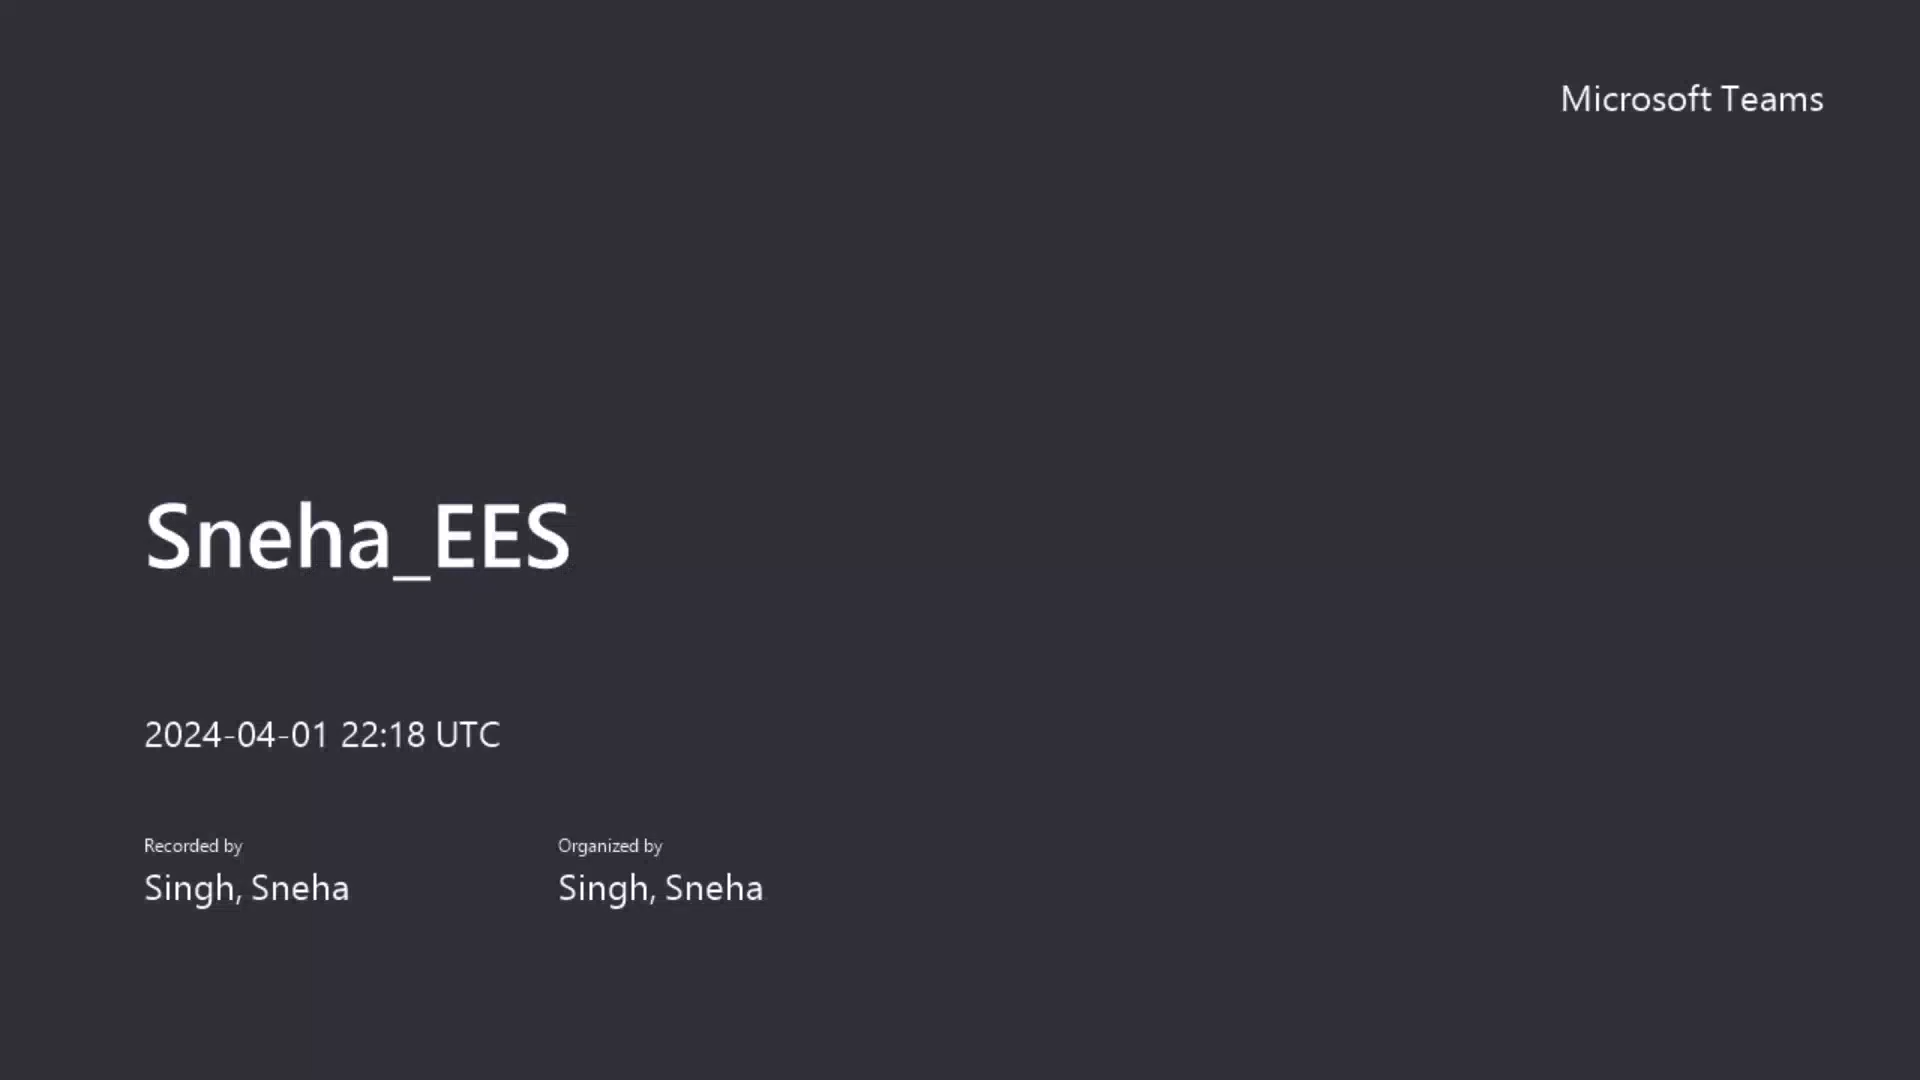 Microsoft Teams
Sneha_EES
2024-04-01 22:18 UTC
Recorded by
Singh, Sneha
Organized by
Singh, Sneha